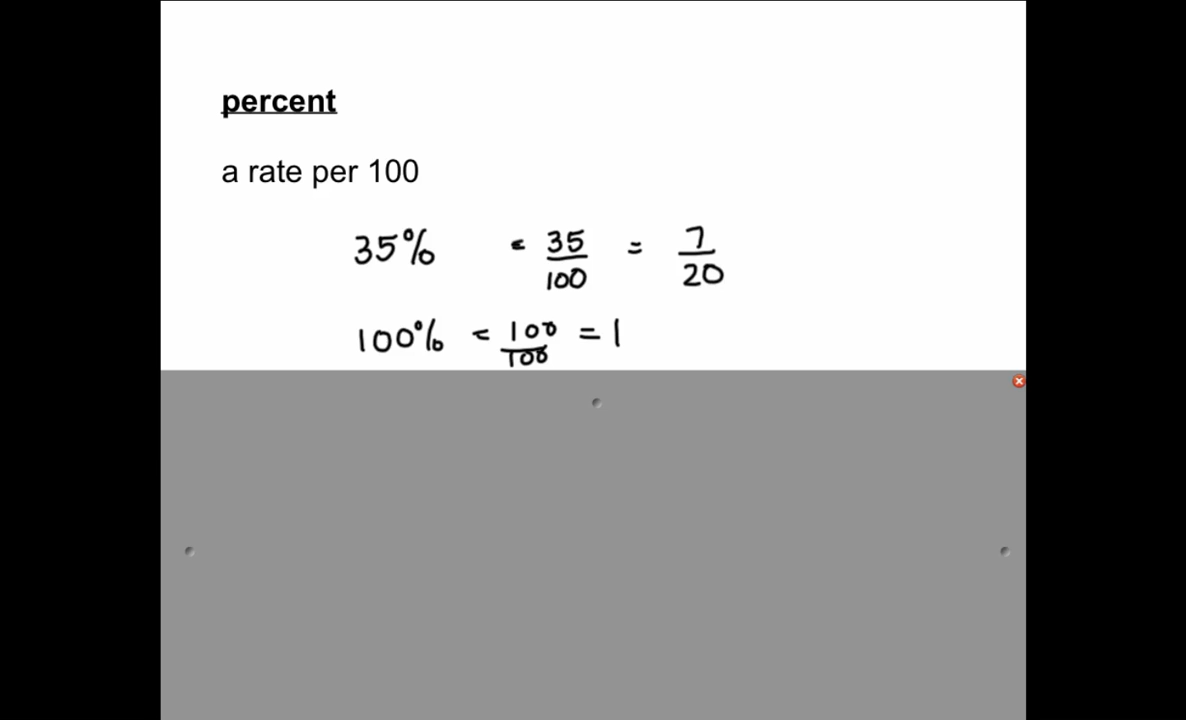 percent
a rate per 100
35% = 35/100 = 7/20
100% = 100/100 = 1